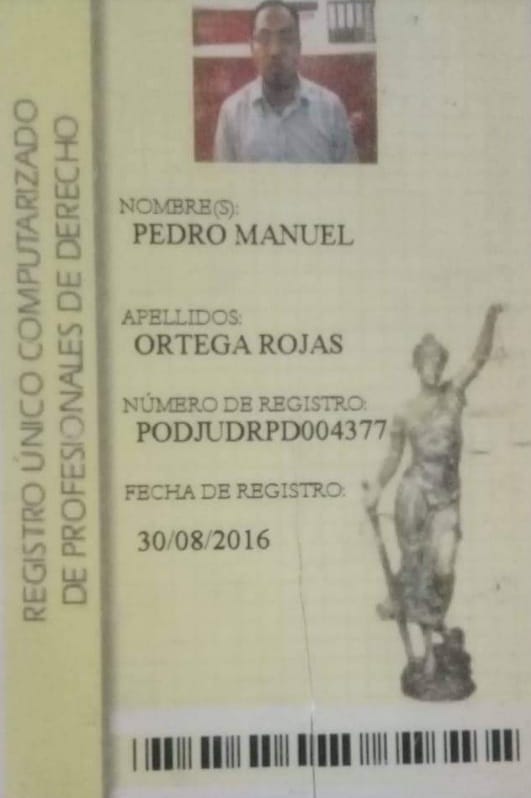 REGISTRO ÚNICO COMPUTARIZADO
DE PROFESIONALES DE DERECHO
NOMBRE(S):
PEDRO MANUEL
APELLIDOS:
ORTEGA ROJAS
NÚMERO DE REGISTRO:
PODJUDRPD004377
FECHA DE REGISTRO:
30/08/2016